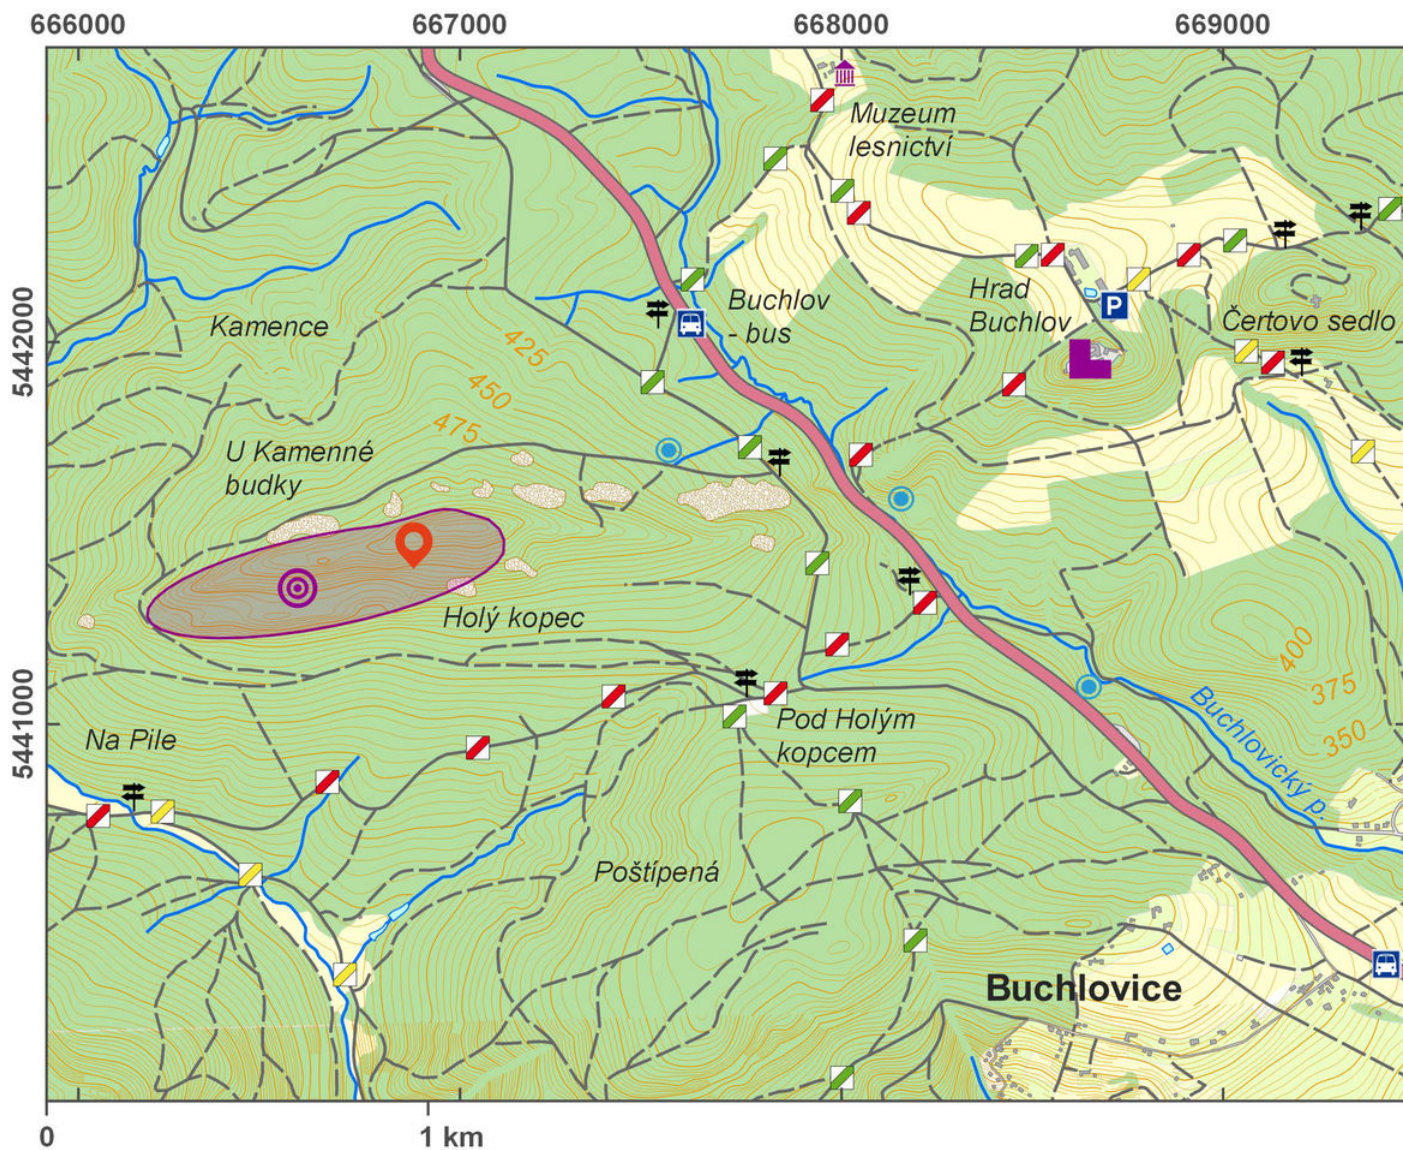 666000 667000 668000 669000
Muzeum
lesnictví
5442000
Kamence
Buchlov
- bus
Hrad
Buchlov
P
Čertovo sedlo
425
450
475
U Kamenné
budky
Holý kopec
400
375
350
5441000
Na Pile
Pod Holým
kopcem
Buchlovický p.
Poštípená
Buchlovice
0 1 km